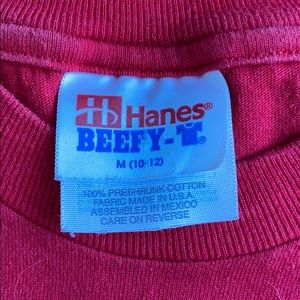 Hanes®
BEEFY-T®
M (10-12)
100% PRESHRUNK COTTON
FABRIC MADE IN U.S.A.
ASSEMBLED IN MEXICO
CARE ON REVERSE